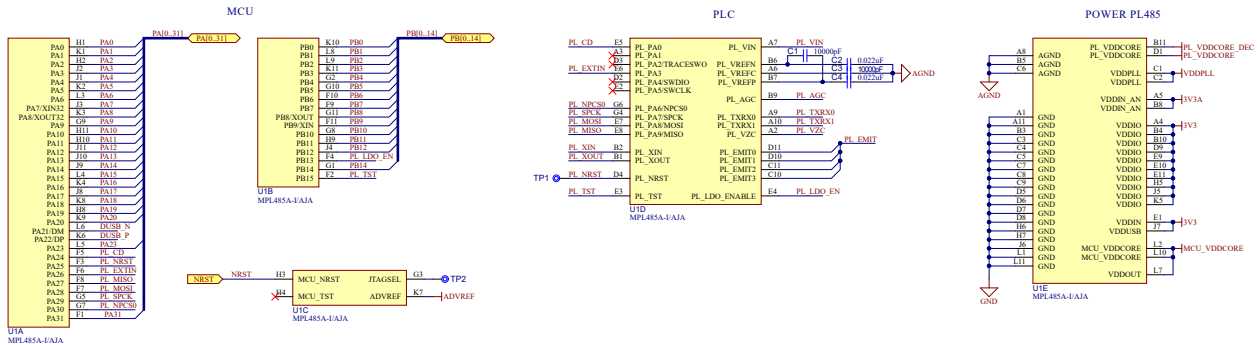 MCU
PLC
POWER PL485
PA0 H1 PA0
PA1 K1 PA1
PA2 H2 PA2
PA3 J2 PA3
PA4 J1 PA4
PA5 K2 PA5
PA6 L3 PA6
PA7/XIN32 J3 PA7
PA8/XOUT32 K3 PA8
PA9 G9 PA9
PA10 H11 PA10
PA11 H10 PA11
PA12 J11 PA12
PA13 J10 PA13
PA14 J9 PA14
PA15 L4 PA15
PA16 K4 PA16
PA17 J8 PA17
PA18 K8 PA18
PA19 H8 PA19
PA20 K9 PA20
PA21/DM L6 DUSB_N
PA22/DP K6 DUSB_P
PA23 L5 PA23
PA24 F5 PL_CD
PA25 F3 PL_NRST
PA26 F6 PL_EXTIN
PA27 F8 PL_MISO
PA28 F7 PL_MOSI
PA29 G5 PL_SPCK
PA30 G7 PL_NPCS0
PA31 F1 PA31
U1A
MPL485A-I/AJA
PA[0..31] PA[0..31]
PB0 K10 PB0
PB1 L8 PB1
PB2 L9 PB2
PB3 K11 PB3
PB4 G2 PB4
PB5 G10 PB5
PB6 F10 PB6
PB7 F9 PB7
PB8/XOUT G11 PB8
PB9/XIN F11 PB9
PB10 G8 PB10
PB11 H9 PB11
PB12 J4 PB12
PB13 F4 PL_LDO_EN
PB14 G1 PB14
PB15 F2 PL_TST
U1B
MPL485A-I/AJA
PB[0..14] PB[0..14]
NRST NRST H3 MCU_NRST JTAGSEL G3 TP2
H4 MCU_TST ADVREF K7 ADVREF
U1C
MPL485A-I/AJA
PL_CD E5 PL_PA0
A3 PL_PA1
D3 PL_PA2/TRACESWO
PL_EXTIN E6 PL_PA3
D2 PL_PA4/SWDIO
E2 PL_PA5/SWCLK
PL_NPCS0 G6 PL_PA6/NPCS0
PL_SPCK G4 PL_PA7/SPCK
PL_MOSI E7 PL_PA8/MOSI
PL_MISO E8 PL_PA9/MISO
PL_XIN B2 PL_XIN
PL_XOUT B1 PL_XOUT
TP1 PL_NRST D4 PL_NRST
PL_TST E3 PL_TST
PL_VIN A7 PL_VIN
C1 10000pF
PL_VREFN B6 C2 0.022uF
PL_VREFC A6 C3 10000pF
PL_VREFP B7 C4 0.022uF
AGND
PL_AGC B9 PL_AGC
PL_TXRX0 A9 PL_TXRX0
PL_TXRX1 A10 PL_TXRX1
PL_VZC A2 PL_VZC
PL_EMIT0 D11 PL_EMIT
PL_EMIT1 D10
PL_EMIT2 C11
PL_EMIT3 C10
PL_LDO_ENABLE E4 PL_LDO_EN
U1D
MPL485A-I/AJA
A8 AGND
B5 AGND
C6 AGND
AGND
A1 GND
A11 GND
B3 GND
C3 GND
C4 GND
C5 GND
C7 GND
C8 GND
C9 GND
D5 GND
D6 GND
D7 GND
D8 GND
H6 GND
H7 GND
J6 GND
L1 GND
L11 GND
GND
PL_VDDCORE B11 PL_VDDCORE_DEC
PL_VDDCORE D1 PL_VDDCORE
VDDPLL C1 VDDPLL
VDDPLL C2
VDDIN_AN A5 3V3A
VDDIN_AN B8
VDDIO A4 3V3
VDDIO B4
VDDIO B10
VDDIO D9
VDDIO E9
VDDIO E10
VDDIO E11
VDDIO H5
VDDIO J5
VDDIO K5
VDDIN E1 3V3
VDDUSB J7
MCU_VDDCORE L2 MCU_VDDCORE
MCU_VDDCORE L10
VDDOUT L7
U1E
MPL485A-I/AJA